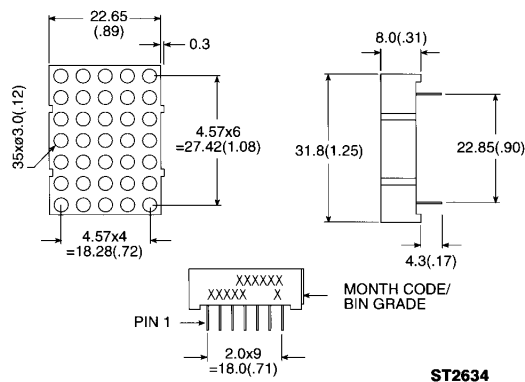 22.65
(.89)
0.3
35xø3.0(.12)
4.57x6
=27.42(1.08)
4.57x4
=18.28(.72)
8.0(.31)
31.8(1.25)
22.85(.90)
4.3(.17)
XXXXXX
XXXXX X
MONTH CODE/
BIN GRADE
PIN 1
2.0x9
=18.0(.71)
ST2634